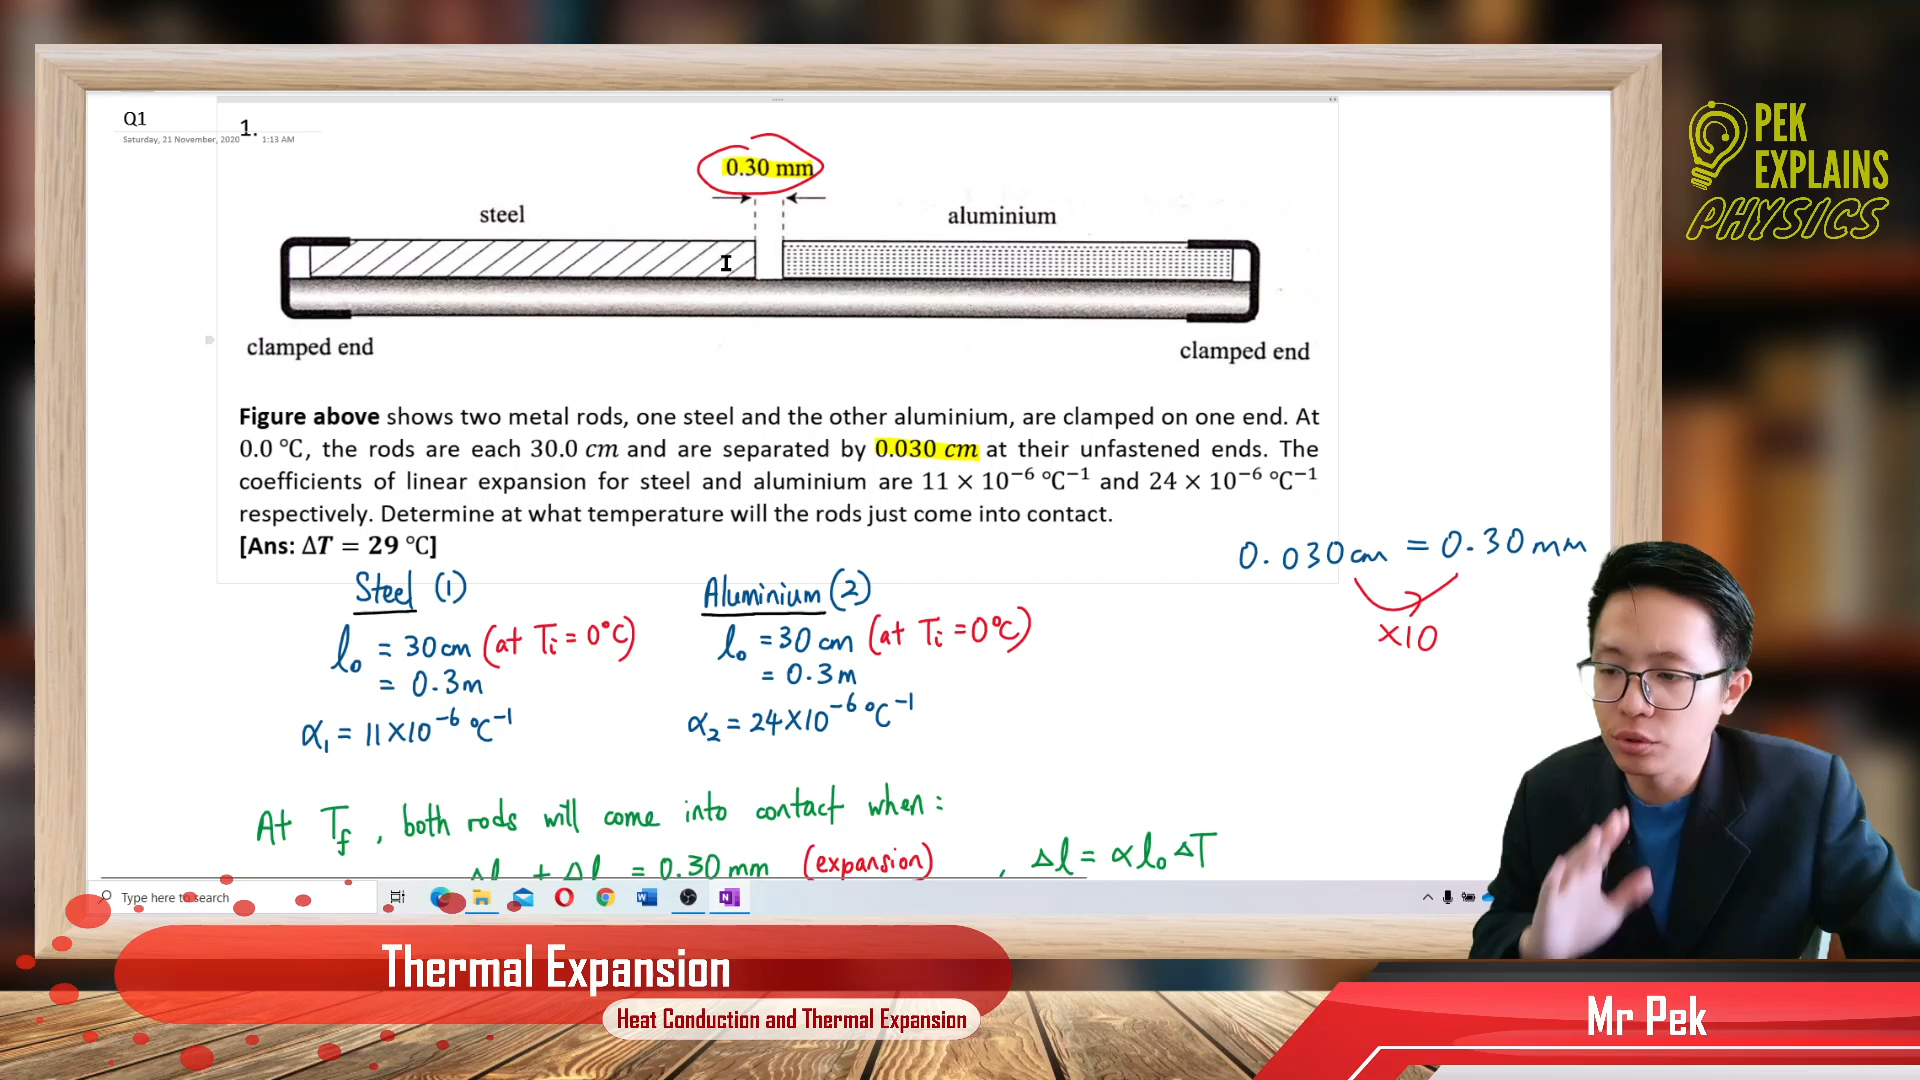 Q1
Saturday, 21 November, 2020 1:13 AM
1.
0.30 mm
steel
aluminium
clamped end
clamped end
Figure above shows two metal rods, one steel and the other aluminium, are clamped on one end. At
0.0 °C, the rods are each 30.0 cm and are separated by 0.030 cm at their unfastened ends. The
coefficients of linear expansion for steel and aluminium are 11 × 10⁻⁶ °C⁻¹ and 24 × 10⁻⁶ °C⁻¹
respectively. Determine at what temperature will the rods just come into contact.
[Ans: ΔT = 29 °C]
0.030 cm = 0.30 mm
×10
Steel (1)
l₀ = 30 cm (at Tᵢ = 0°C)
= 0.3 m
α₁ = 11×10⁻⁶ °C⁻¹
Aluminium (2)
l₀ = 30 cm (at Tᵢ = 0°C)
= 0.3 m
α₂ = 24×10⁻⁶ °C⁻¹
At T_f, both rods will come into contact when:
Δl + Δl = 0.30 mm (expansion) , Δl = αl₀ΔT
Type here to search
Thermal Expansion
Heat Conduction and Thermal Expansion
PEK
EXPLAINS
PHYSICS
Mr Pek